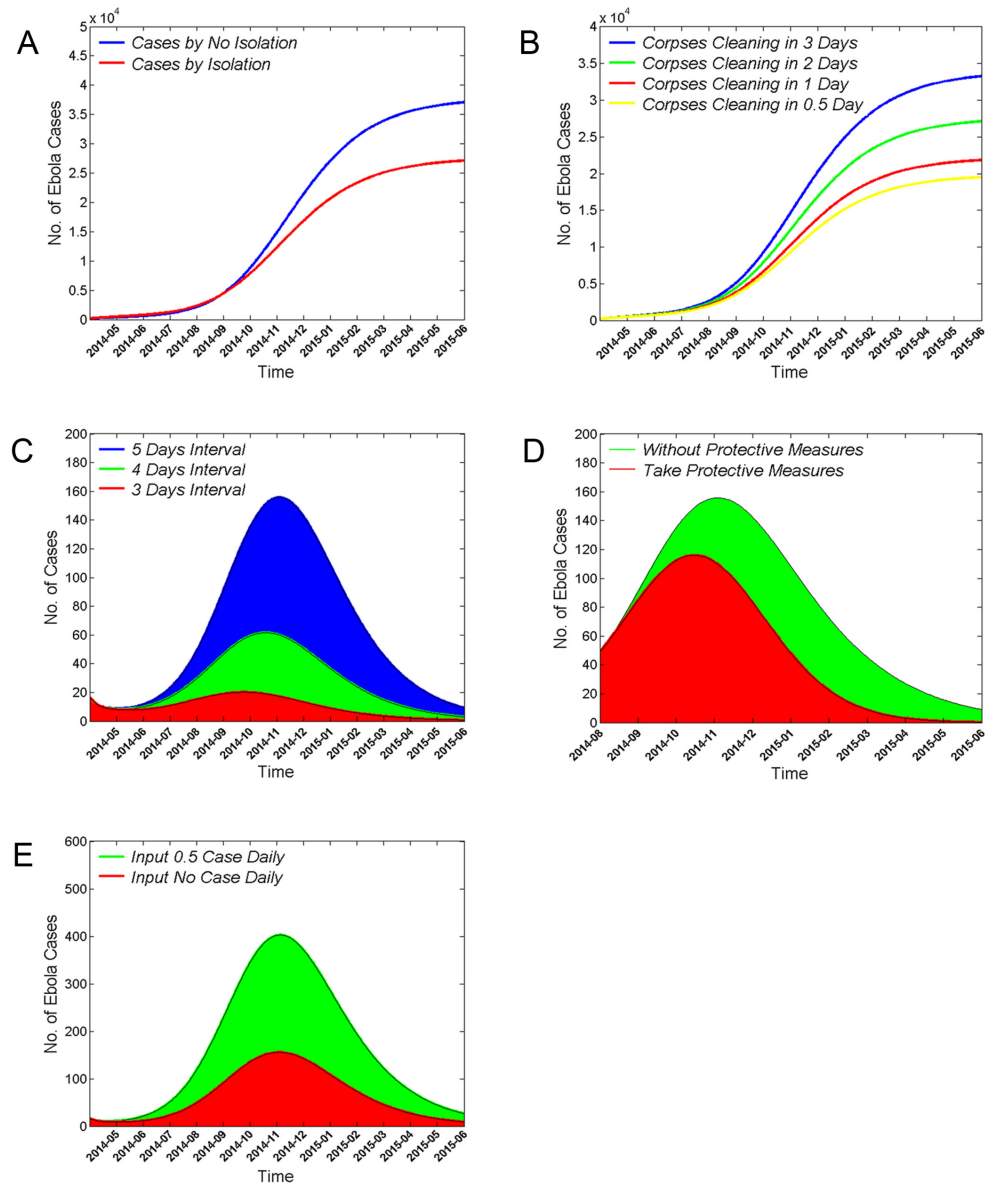 A
5 x 10^4
4.5
4
3.5
3
2.5
2
1.5
1
0.5
0
No. of Ebola Cases
Cases by No Isolation
Cases by Isolation
2014-05 2014-06 2014-07 2014-08 2014-09 2014-10 2014-11 2014-12 2015-01 2015-02 2015-03 2015-04 2015-05 2015-06
Time
B
4 x 10^4
3.5
3
2.5
2
1.5
1
0.5
0
No. of Ebola Cases
Corpses Cleaning in 3 Days
Corpses Cleaning in 2 Days
Corpses Cleaning in 1 Day
Corpses Cleaning in 0.5 Day
2014-05 2014-06 2014-07 2014-08 2014-09 2014-10 2014-11 2014-12 2015-01 2015-02 2015-03 2015-04 2015-05 2015-06
Time
C
200
180
160
140
120
100
80
60
40
20
0
No. of Cases
5 Days Interval
4 Days Interval
3 Days Interval
2014-05 2014-06 2014-07 2014-08 2014-09 2014-10 2014-11 2014-12 2015-01 2015-02 2015-03 2015-04 2015-05 2015-06
Time
D
200
180
160
140
120
100
80
60
40
20
0
No. of Ebola Cases
Without Protective Measures
Take Protective Measures
2014-08 2014-09 2014-10 2014-11 2014-12 2015-01 2015-02 2015-03 2015-04 2015-05 2015-06
Time
E
600
500
400
300
200
100
0
No. of Ebola Cases
Input 0.5 Case Daily
Input No Case Daily
2014-05 2014-06 2014-07 2014-08 2014-09 2014-10 2014-11 2014-12 2015-01 2015-02 2015-03 2015-04 2015-05 2015-06
Time